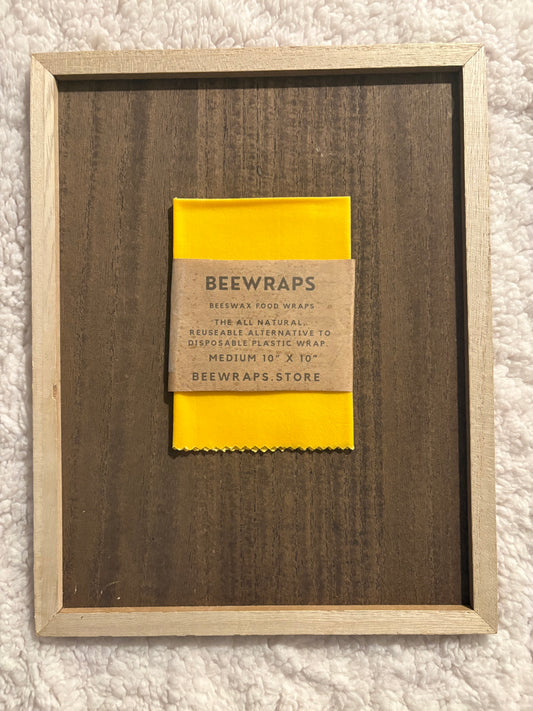 BEEWRAPS
BEESWAX FOOD WRAPS
THE ALL NATURAL,
REUSEABLE ALTERNATIVE TO
DISPOSABLE PLASTIC WRAP.
MEDIUM 10" X 10"
BEEWRAPS.STORE